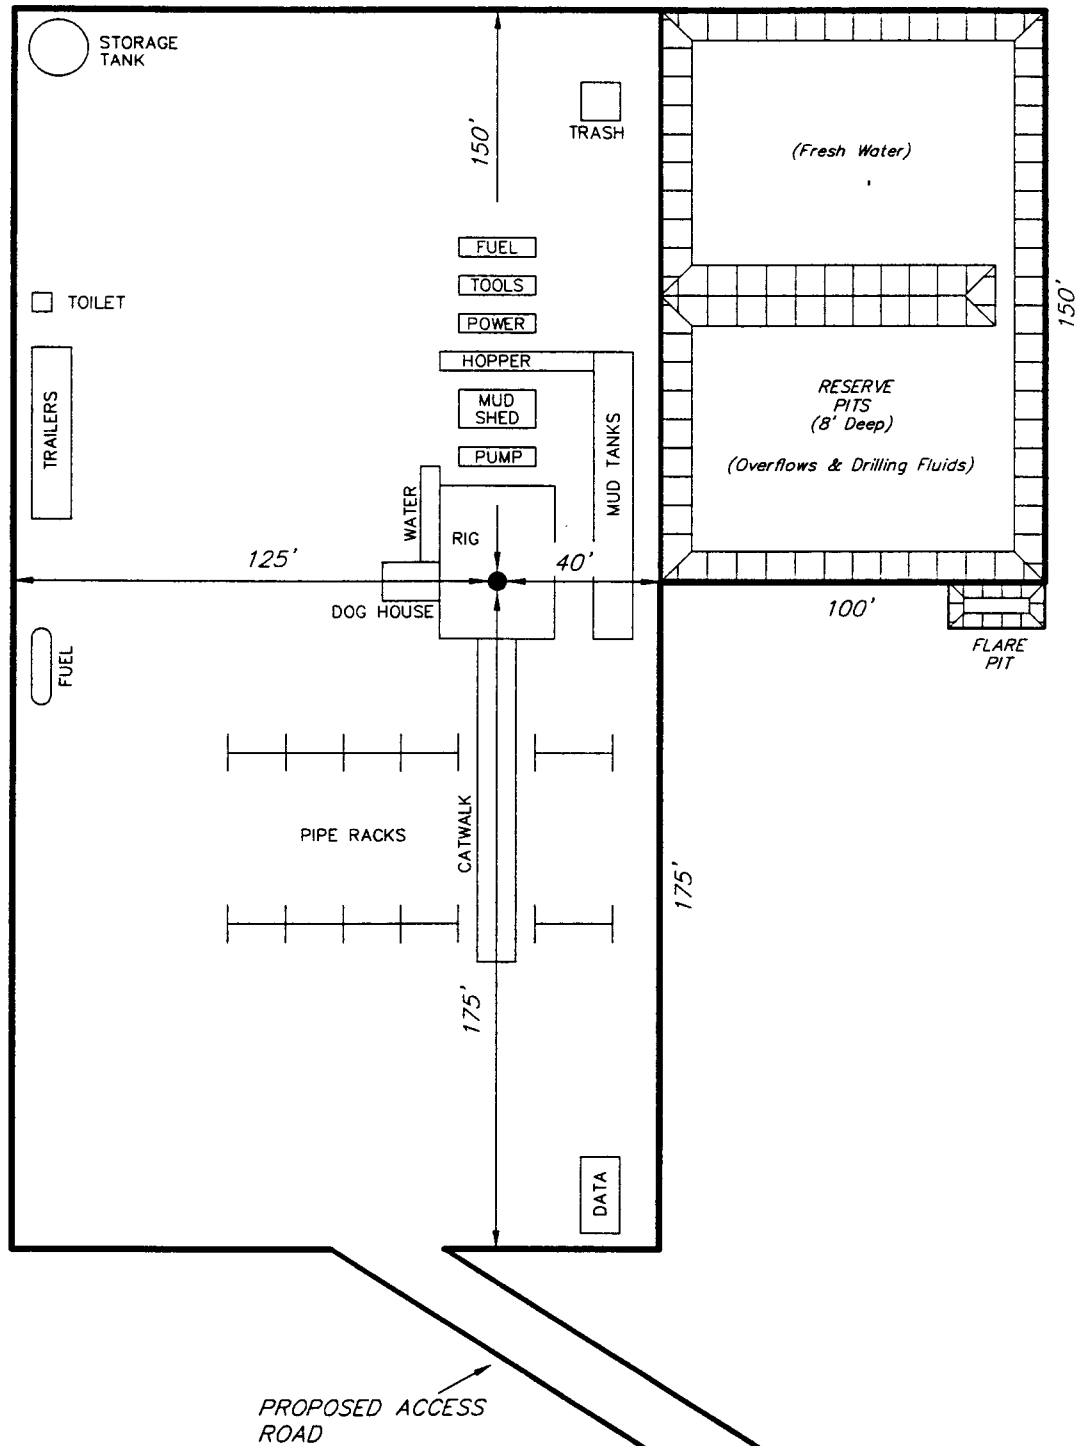 STORAGE
TANK
TRASH
150'
(Fresh Water)
FUEL
TOOLS
POWER
HOPPER
MUD
SHED
PUMP
TOILET
TRAILERS
WATER
RIG
MUD TANKS
RESERVE
PITS
(8' Deep)
(Overflows & Drilling Fluids)
150'
125'
40'
DOG HOUSE
100'
FLARE
PIT
FUEL
PIPE RACKS
CATWALK
175'
175'
DATA
PROPOSED ACCESS
ROAD